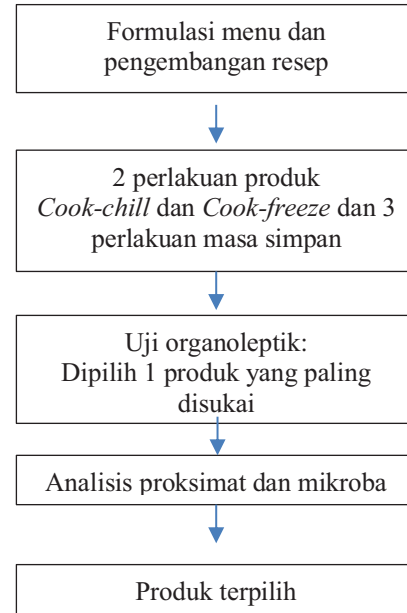 Formulasi menu dan
pengembangan resep
2 perlakuan produk
Cook-chill dan Cook-freeze dan 3
perlakuan masa simpan
Uji organoleptik:
Dipilih 1 produk yang paling
disukai
Analisis proksimat dan mikroba
Produk terpilih